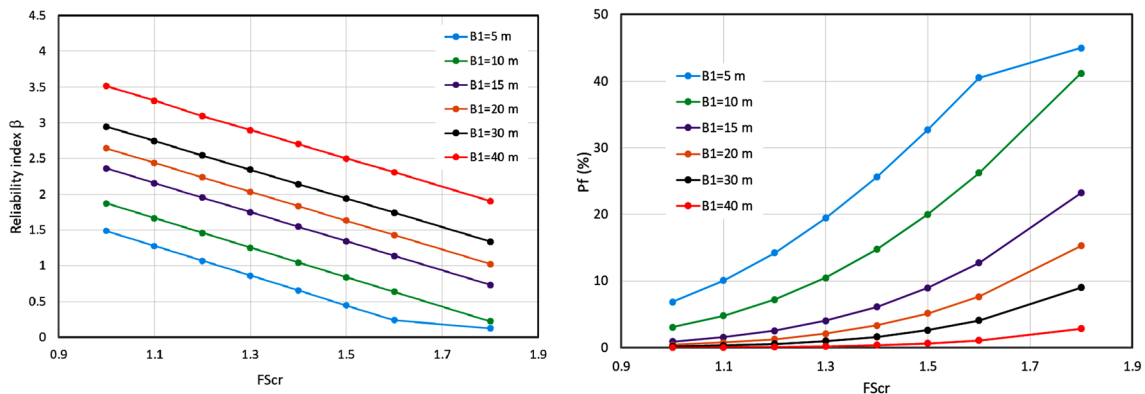 4.5
4
3.5
3
2.5
2
1.5
1
0.5
0
Reliability index β
0.9
1.1
1.3
1.5
1.7
1.9
FScr
B1=5 m
B1=10 m
B1=15 m
B1=20 m
B1=30 m
B1=40 m
50
40
30
20
10
0
Pf (%)
0.9
1.1
1.3
1.5
1.7
1.9
FScr
B1=5 m
B1=10 m
B1=15 m
B1=20 m
B1=30 m
B1=40 m